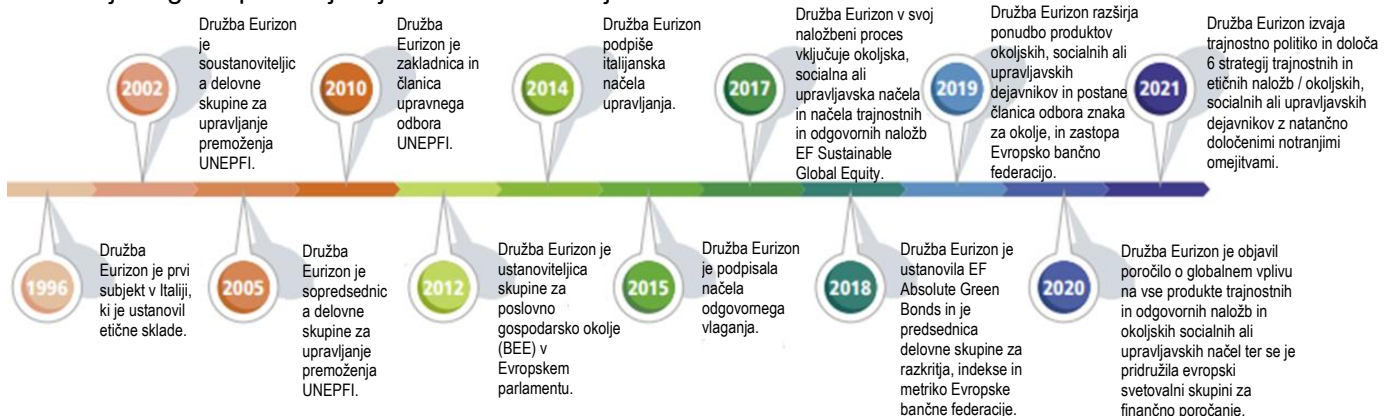 Družba Eurizon
je
soustanoviteljic
a delovne
skupine za
upravljanje
premoženja
UNEPFI.
2002
Družba
Eurizon je
zakladnica in
članica
upravnega
odbora
UNEPFI.
2010
Družba Eurizon
podpiše
italijanska
načela
upravljanja.
2014
Družba Eurizon v svoj
naložbeni proces
vključuje okoljska,
socialna ali
upravljavska načela
in načela trajnostnih
in odgovornih naložb
EF Sustainable
Global Equity.
2017
Družba Eurizon razširja
ponudbo produktov
okoljskih, socialnih ali
upravljavskih
dejavnikov in postane
članica odbora znaka
za okolje, in zastopa
Evropsko bančno
federacijo.
2019
Družba Eurizon izvaja
trajnostno politiko in določa
6 strategij trajnostnih in
etičnih naložb / okoljskih,
socialnih ali upravljavskih
dejavnikov z natančno
določenimi notranjimi
omejitvami.
2021
1996
Družba
Eurizon je prvi
subjekt v Italiji,
ki je ustanovil
etične sklade.
2005
Družba
Eurizon je
sopredsednic
a delovne
skupine za
upravljanje
premoženja
UNEPFI.
2012
Družba Eurizon je
ustanoviteljica
skupine za
poslovno
gospodarsko okolje
(BEE) v
Evropskem
parlamentu.
2015
Družba Eurizon
je podpisala
načela
odgovornega
vlaganja.
2018
Družba Eurizon je
ustanovila EF
Absolute Green
Bonds in je
predsednica
delovne skupine za
razkritja, indekse in
metriko Evropske
bančne federacije.
2020
Družba Eurizon je objavil
poročilo o globalnem vplivu
na vse produkte trajnostnih
in odgovornih naložb in
okoljskih socialnih ali
upravljavskih načel ter se je
pridružila evropski
svetovalni skupini za
finančno poročanje.